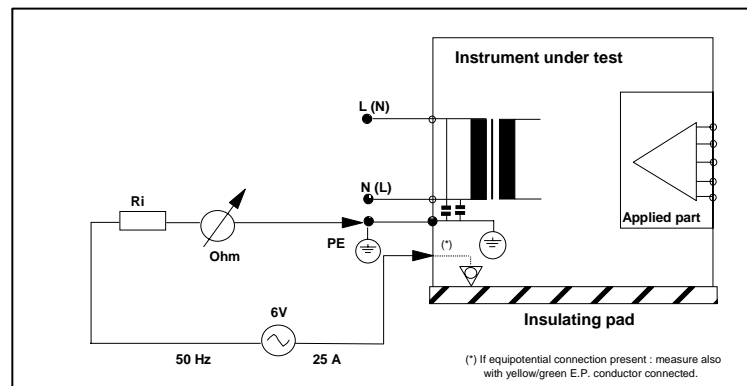 Instrument under test
L (N)
N (L)
Ri
Ohm
PE
(*)
Applied part
6V
50 Hz
25 A
Insulating pad
(*) If equipotential connection present : measure also
with yellow/green E.P. conductor connected.